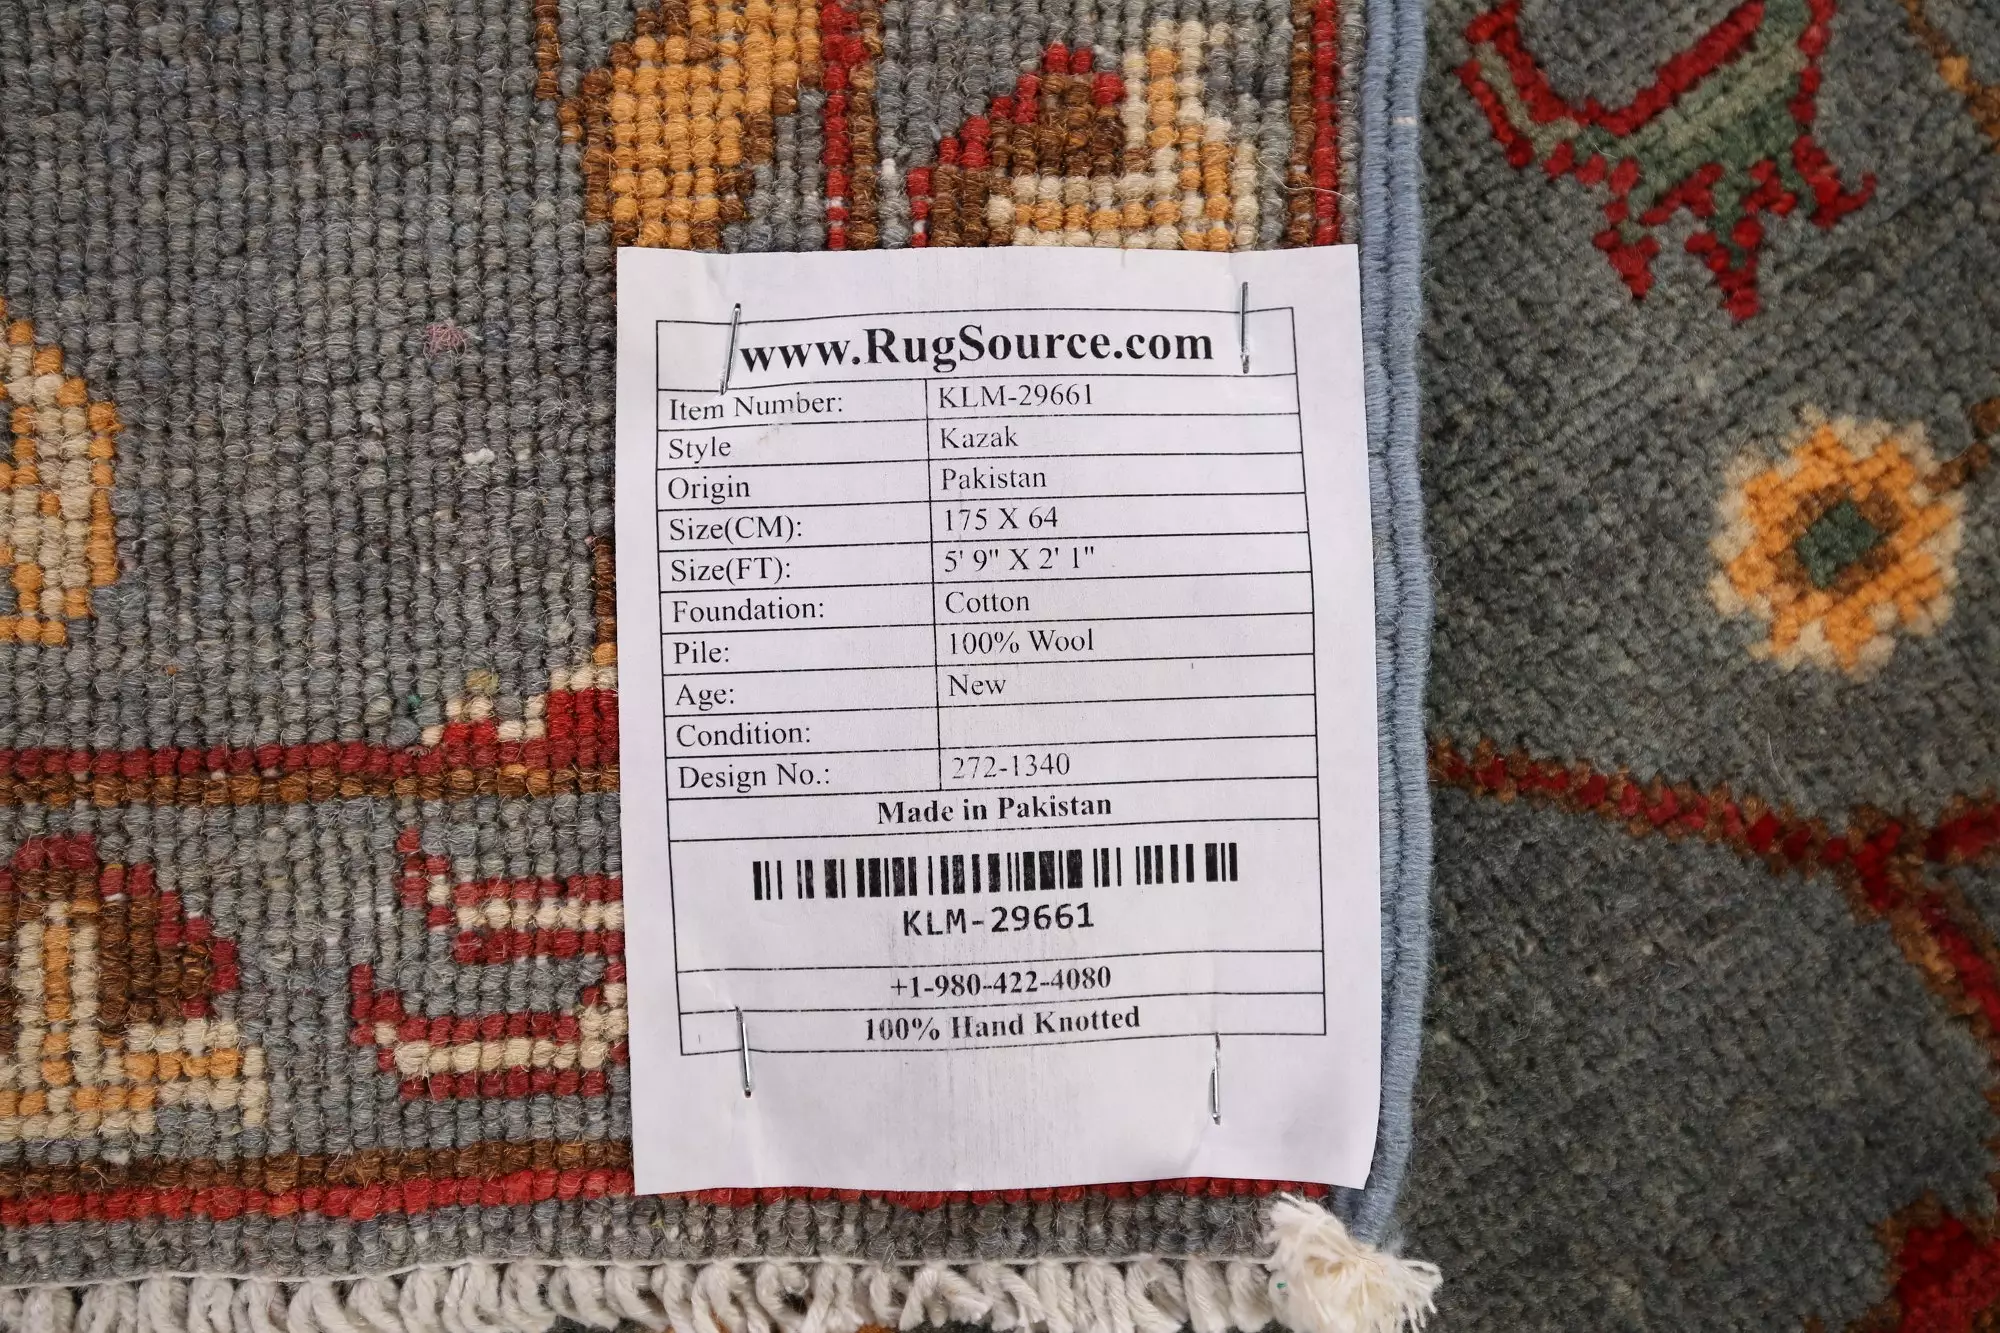 www.RugSource.com
Item Number: KLM-29661
Style Kazak
Origin Pakistan
Size(CM): 175 X 64
Size(FT): 5' 9" X 2' 1"
Foundation: Cotton
Pile: 100% Wool
Age: New
Condition:
Design No.: 272-1340
Made in Pakistan
KLM-29661
+1-980-422-4080
100% Hand Knotted